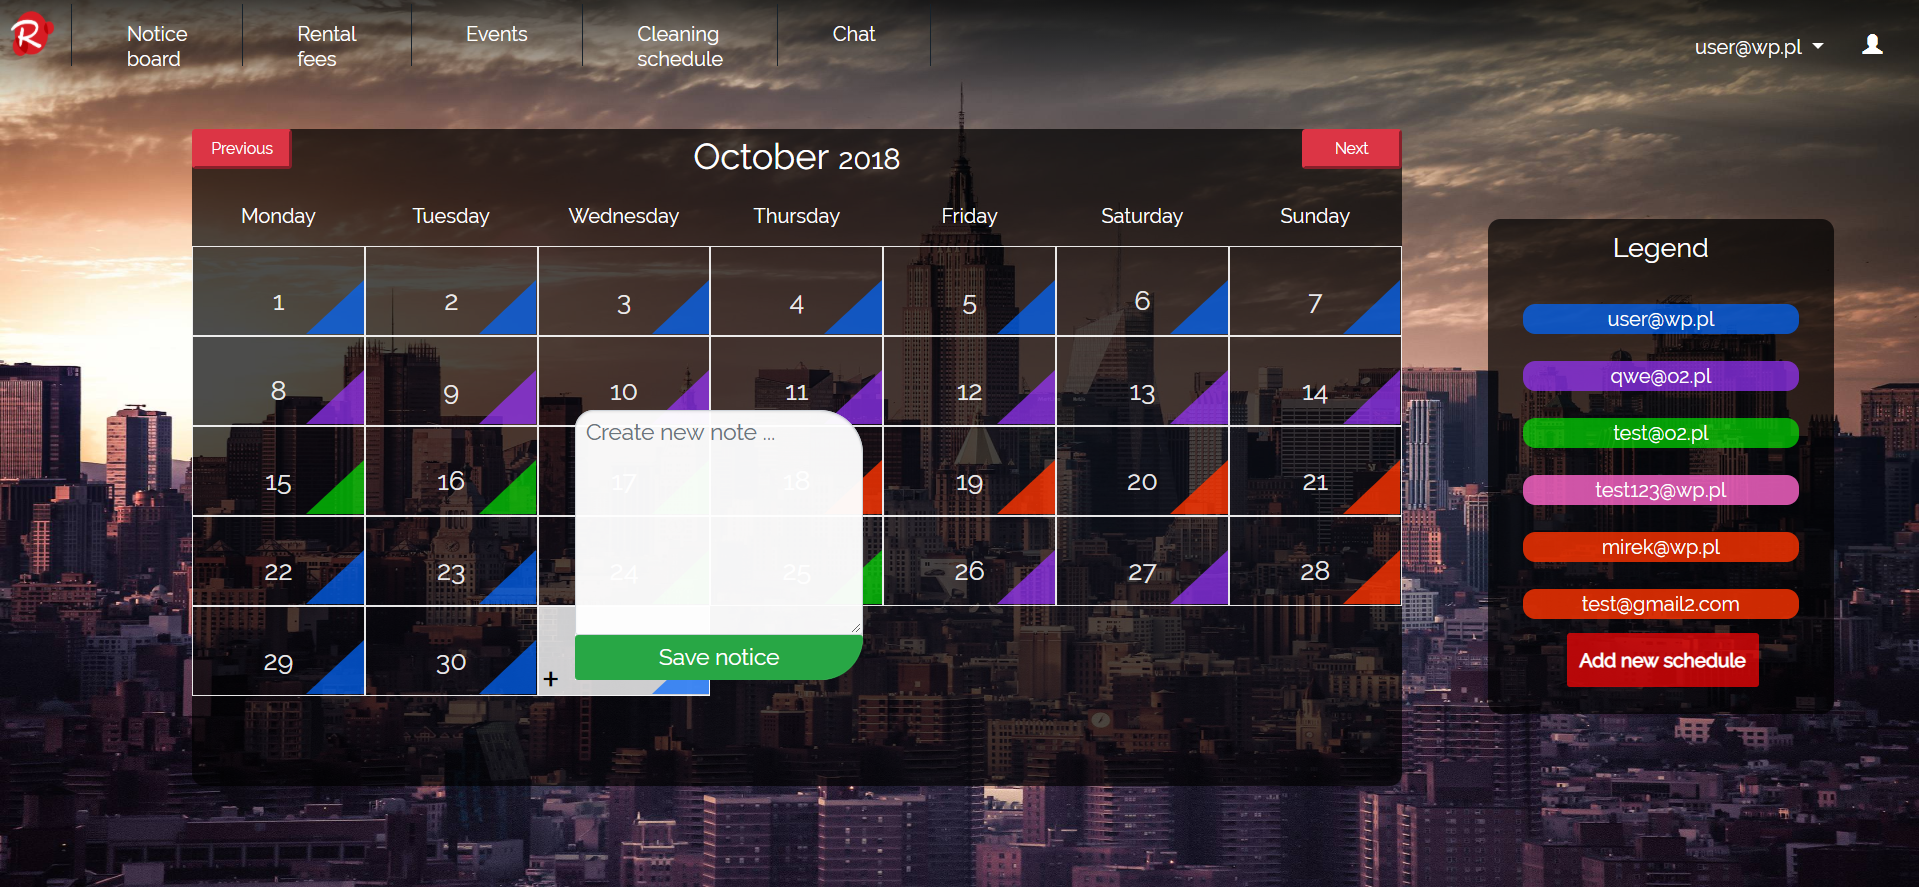 R
Notice
board
Rental
fees
Events
Cleaning
schedule
Chat
user@wp.pl
Previous
October 2018
Next
Monday Tuesday Wednesday Thursday Friday Saturday Sunday
1 2 3 4 5 6 7
8 9 10 11 12 13 14
Create new note ...
15 16 17 18 19 20 21
22 23 24 25 26 27 28
29 30
+
Save notice
Legend
user@wp.pl
qwe@o2.pl
test@o2.pl
test123@wp.pl
mirek@wp.pl
test@gmail2.com
Add new schedule